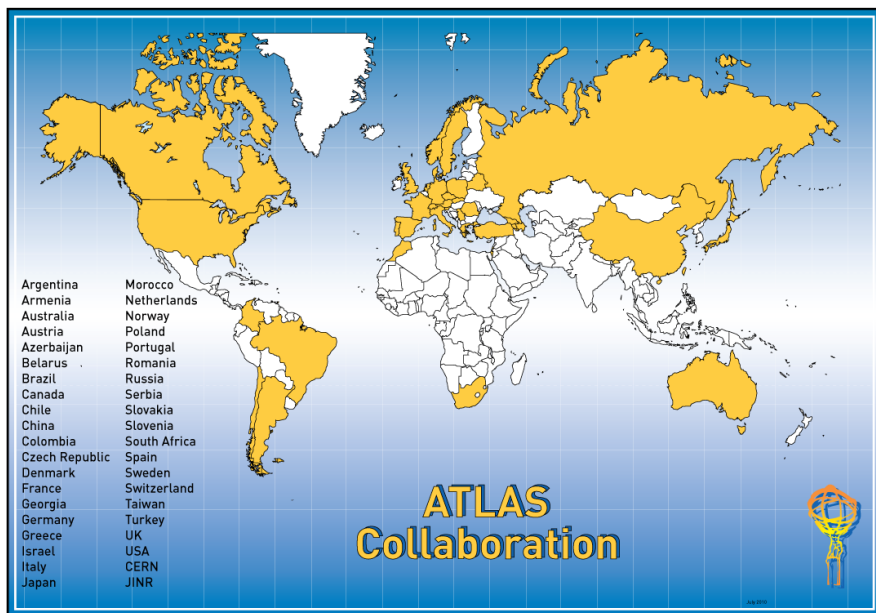 Argentina
Armenia
Australia
Austria
Azerbaijan
Belarus
Brazil
Canada
Chile
China
Colombia
Czech Republic
Denmark
France
Georgia
Germany
Greece
Israel
Italy
Japan
Morocco
Netherlands
Norway
Poland
Portugal
Romania
Russia
Serbia
Slovakia
Slovenia
South Africa
Spain
Sweden
Switzerland
Taiwan
Turkey
UK
USA
CERN
JINR
ATLAS
Collaboration